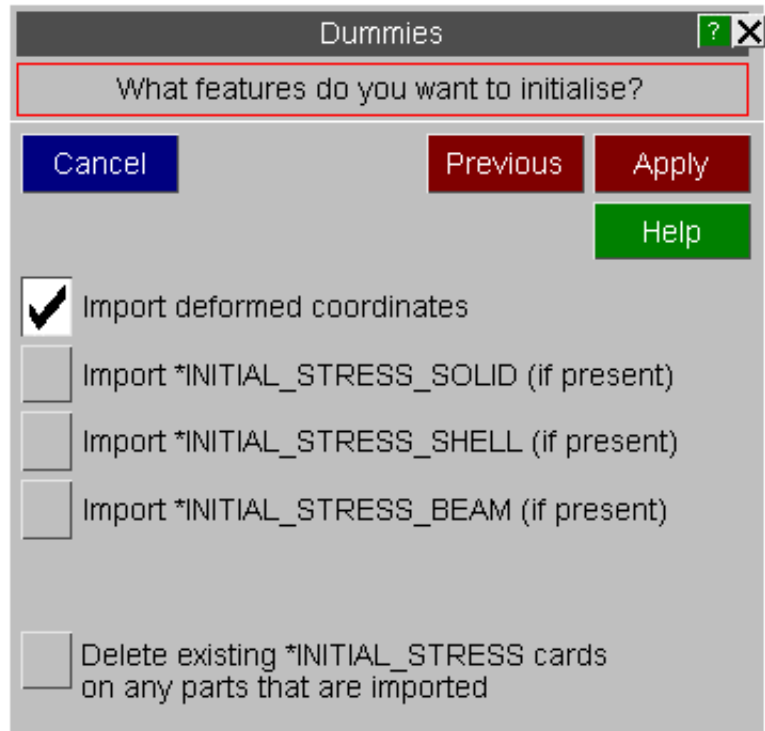 Dummies ?
What features do you want to initialise?
Cancel Previous Apply
Help
Import deformed coordinates
Import *INITIAL_STRESS_SOLID (if present)
Import *INITIAL_STRESS_SHELL (if present)
Import *INITIAL_STRESS_BEAM (if present)
Delete existing *INITIAL_STRESS cards
on any parts that are imported